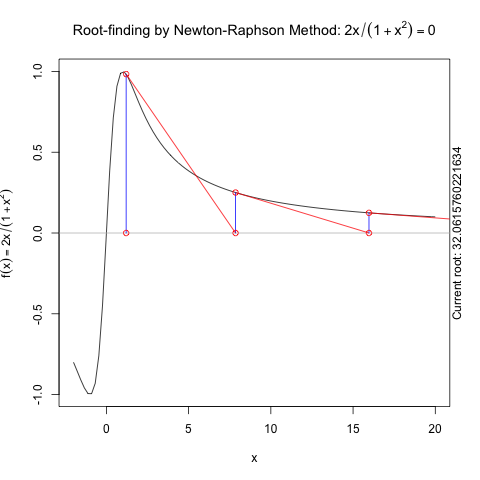 Root-finding by Newton-Raphson Method: 2x/(1+x²) = 0
f(x) = 2x/(1+x²)
1.0
0.5
0.0
-0.5
-1.0
0 5 10 15 20
x
Current root: 32.0615760221634